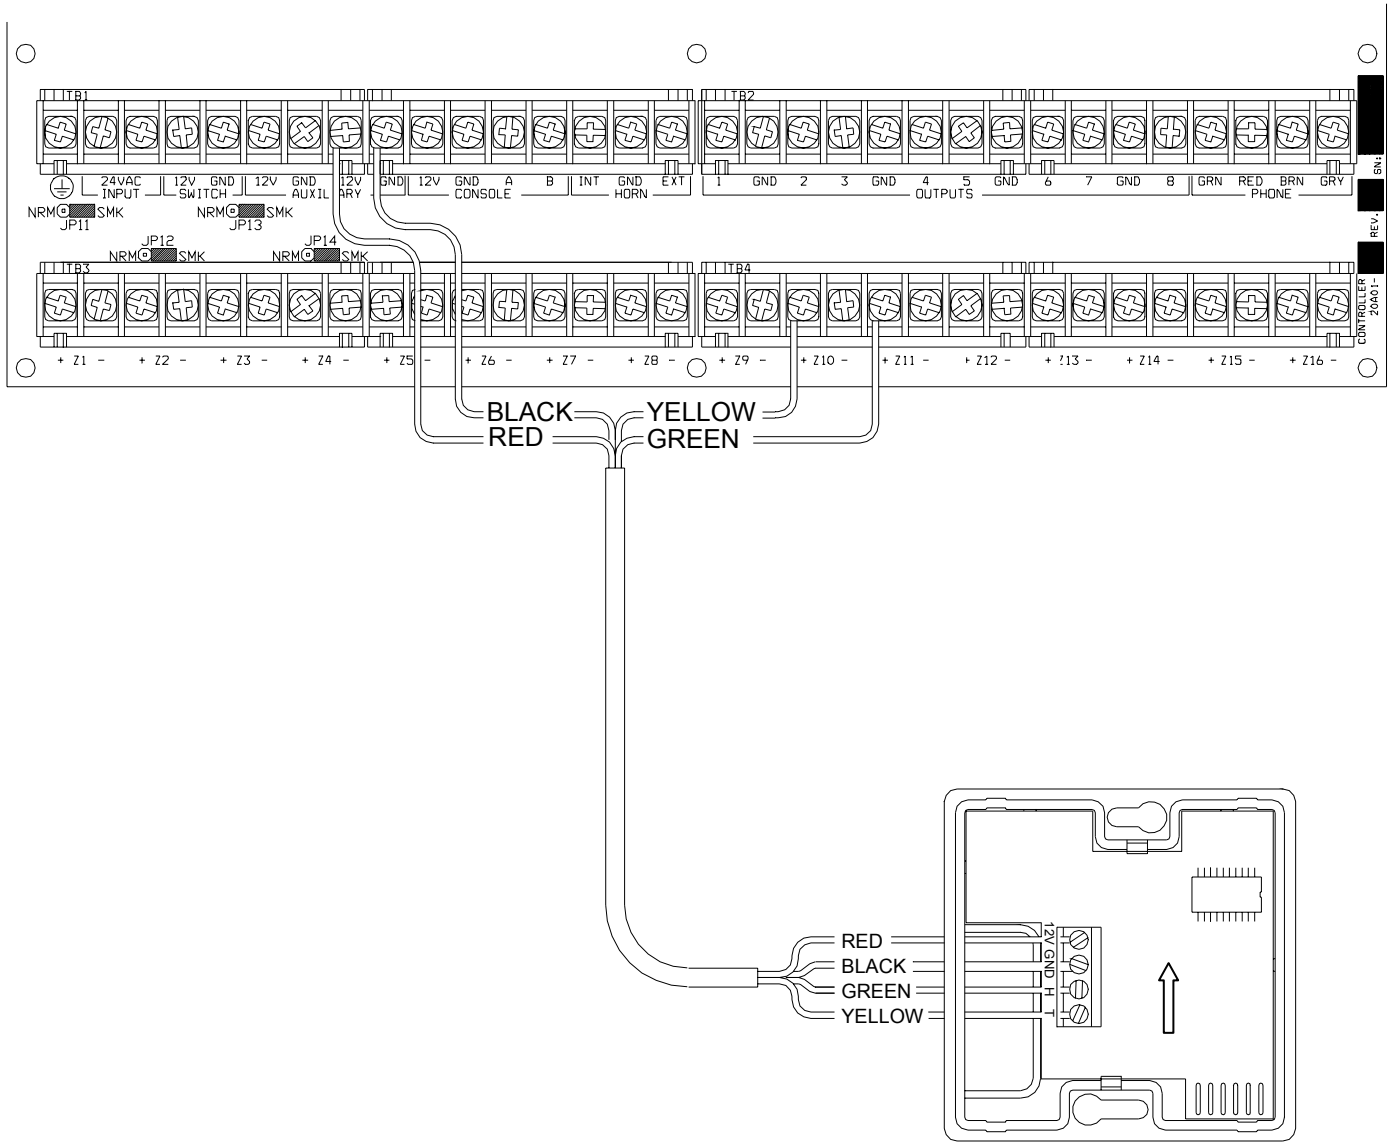 TB1 TB2
24VAC 12V GND 12V GND 12V GND 12V GND A B INT GND EXT 1 GND 2 3 GND 4 5 GND 6 7 GND 8 GRN RED BRN GRY
INPUT SWITCH AUXIL ARY CONSOLE HORN OUTPUTS PHONE
NRM SMK NRM SMK
JP11 JP13
JP12 JP14
NRM SMK NRM SMK
TB3 TB4
+ Z1 - + Z2 - + Z3 - + Z4 - + Z5 - + Z6 - + Z7 - + Z8 - + Z9 - + Z10 - + Z11 - + Z12 - + Z13 - + Z14 - + Z15 - + Z16 -
SN:
REV.
CONTROLLER
20A01-
BLACK YELLOW
RED GREEN
RED
BLACK
GREEN
YELLOW
12V GND H T